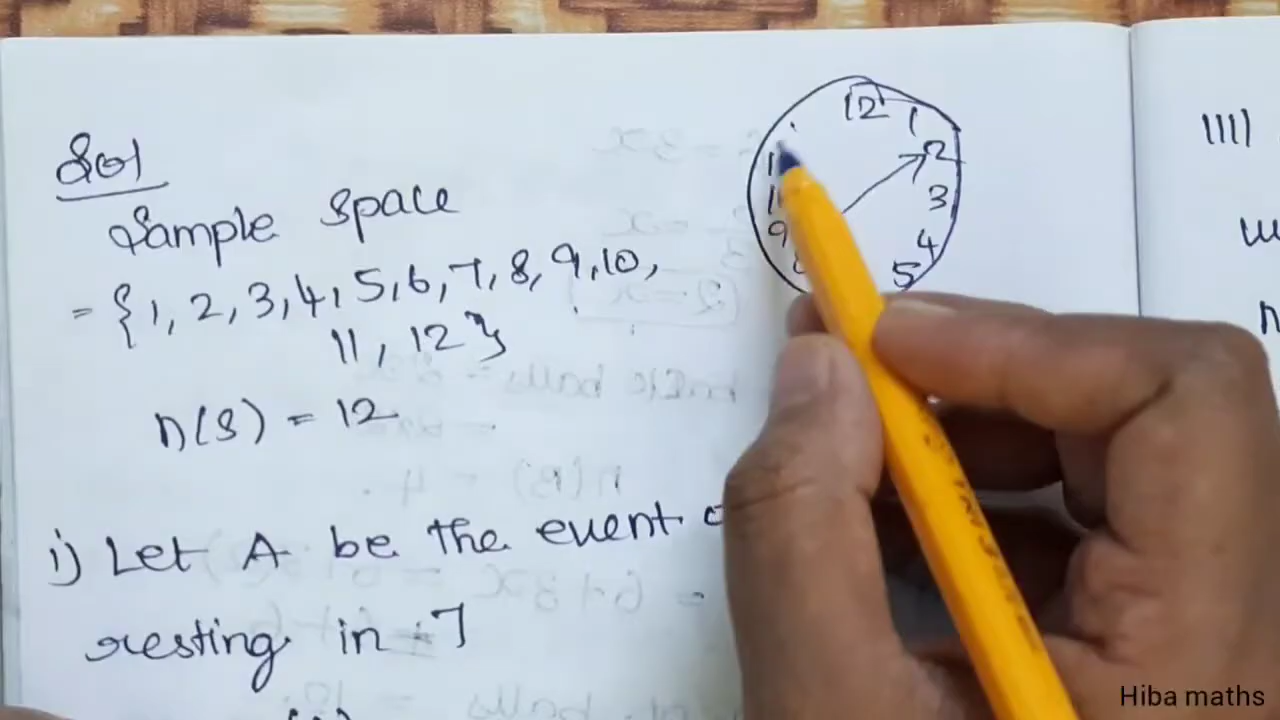 Sol
Sample space
= {1, 2, 3, 4, 5, 6, 7, 8, 9, 10,
11, 12}
n(S) = 12
i) Let A be the event
resting in 7
12
1
2
3
4
5
9
Hiba maths